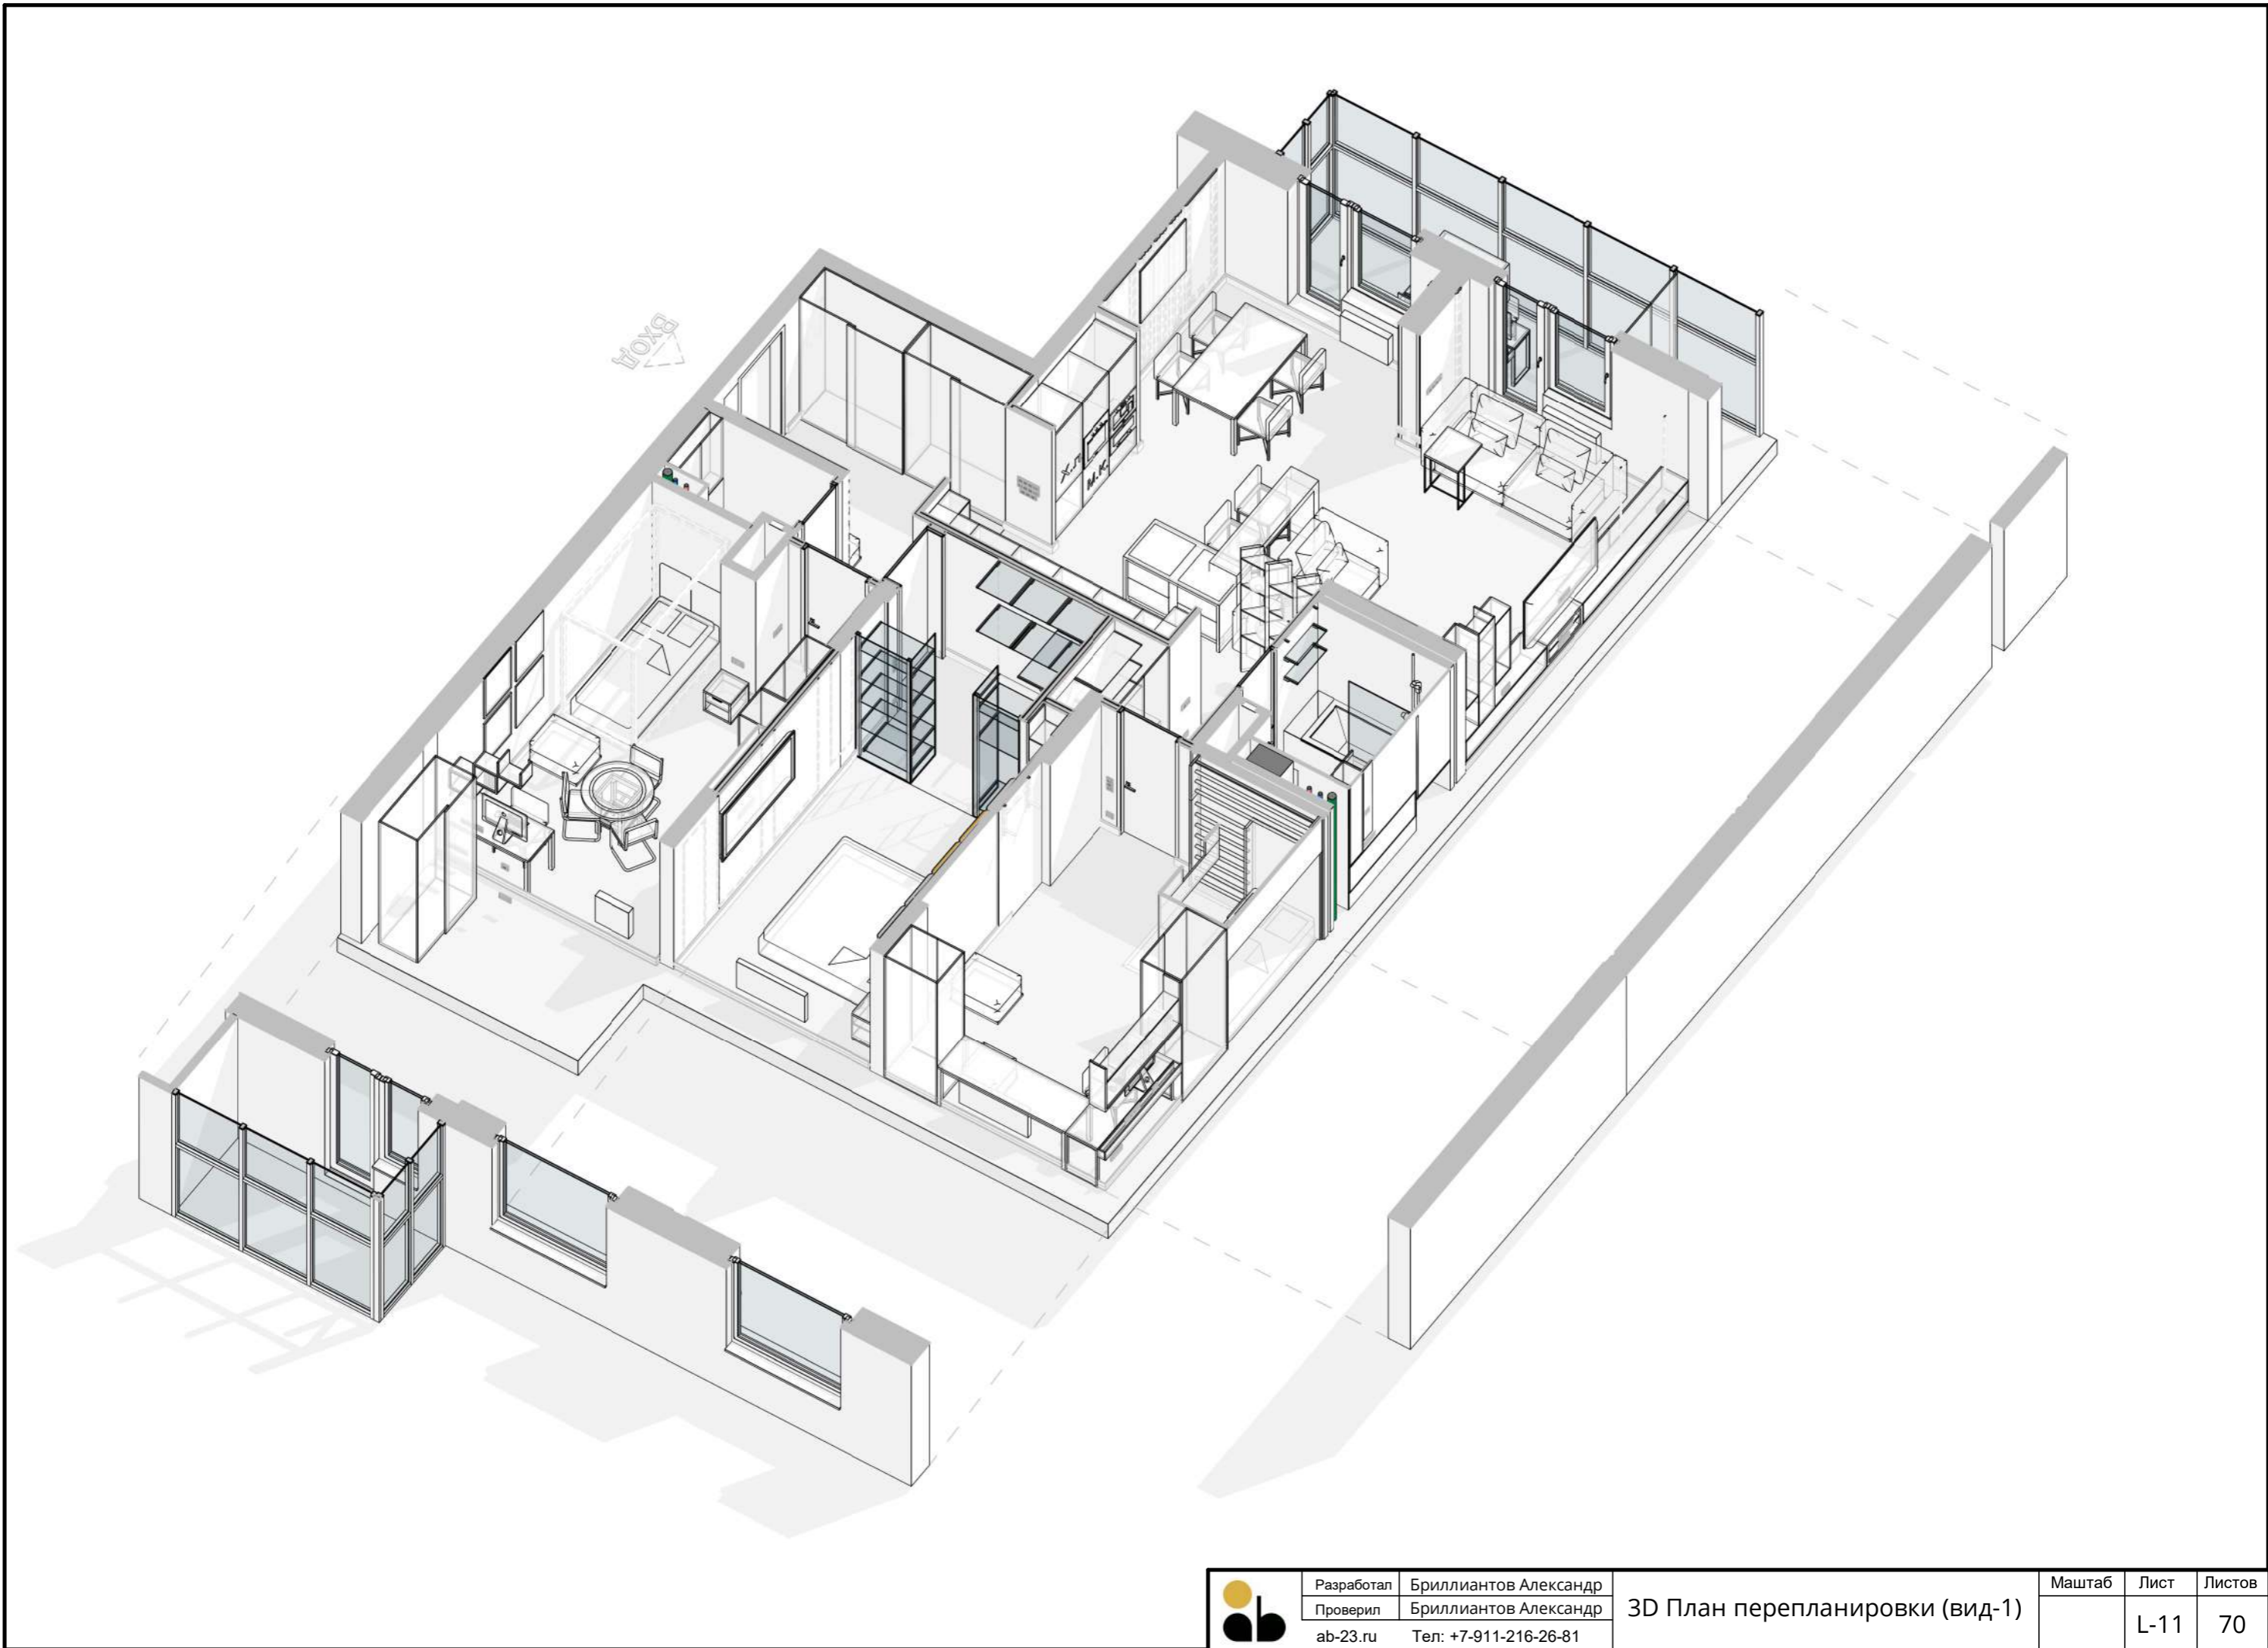 ВХОД
Х.Л
М.К.
ab
Разработал Бриллиантов Александр
Проверил Бриллиантов Александр
ab-23.ru Тел: +7-911-216-26-81
3D План перепланировки (вид-1)
Маштаб Лист Листов
L-11 70